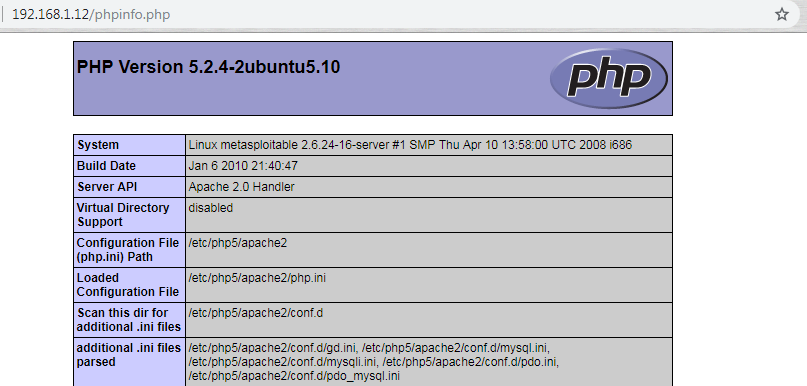 192.168.1.12/phpinfo.php
PHP Version 5.2.4-2ubuntu5.10
php
System Linux metasploitable 2.6.24-16-server #1 SMP Thu Apr 10 13:58:00 UTC 2008 i686
Build Date Jan 6 2010 21:40:47
Server API Apache 2.0 Handler
Virtual Directory disabled
Support
Configuration File /etc/php5/apache2
(php.ini) Path
Loaded /etc/php5/apache2/php.ini
Configuration File
Scan this dir for /etc/php5/apache2/conf.d
additional .ini files
additional .ini files /etc/php5/apache2/conf.d/gd.ini, /etc/php5/apache2/conf.d/mysql.ini,
parsed /etc/php5/apache2/conf.d/mysqli.ini, /etc/php5/apache2/conf.d/pdo.ini,
/etc/php5/apache2/conf.d/pdo_mysql.ini